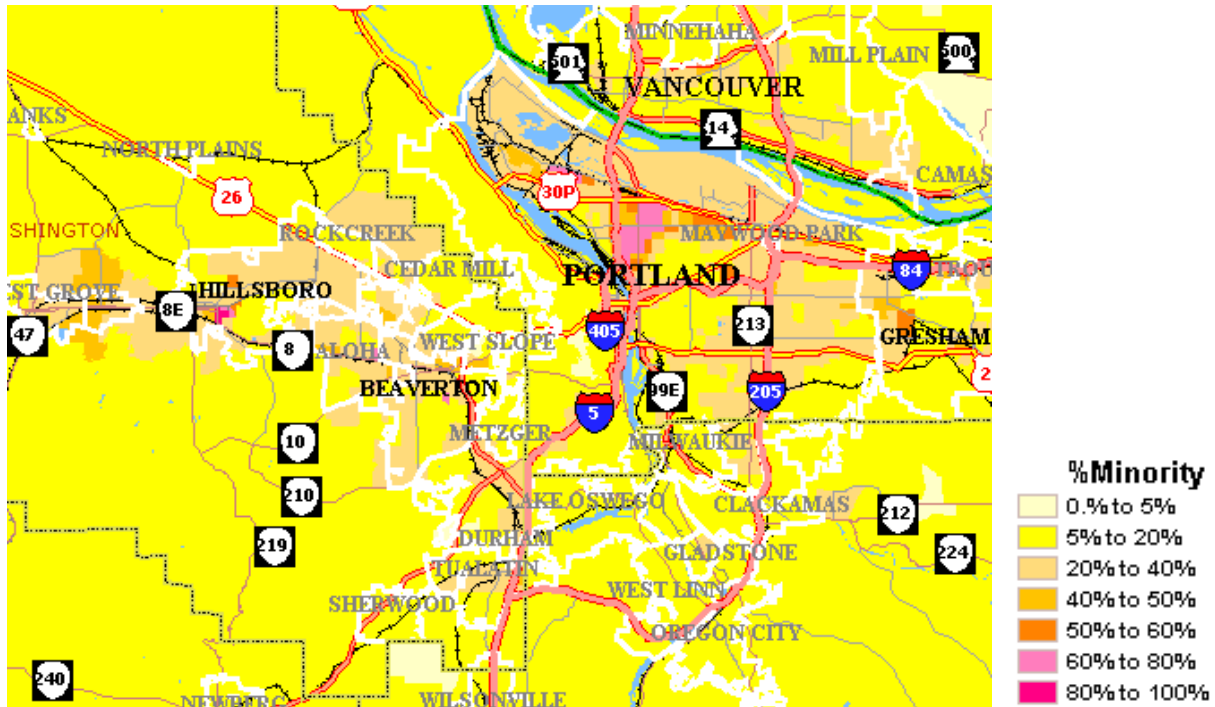 MINNEHAHA
501
MILL PLAIN
500
VANCOUVER
ANKS
14
NORTH PLAINS
CAMAS
26
30P
SHINGTON
ROCKCREEK
MAYWOOD PARK
CEDAR MILL
PORTLAND
84
TROU
EST GROVE
HILLSBORO
8E
47
405
213
WEST SLOPE
GRESHAM
8
ALOHA
2
BEAVERTON
99E
205
5
METZGER
MILWAUKIE
10
%Minority
210
LAKE OSWEGO
CLACKAMAS
0.% to 5%
212
5% to 20%
219
DURHAM
GLADSTONE
224
TUALATIN
20% to 40%
WEST LINN
SHERWOOD
40% to 50%
OREGON CITY
50% to 60%
60% to 80%
240
NEWBERG
WILSONVILLE
80% to 100%